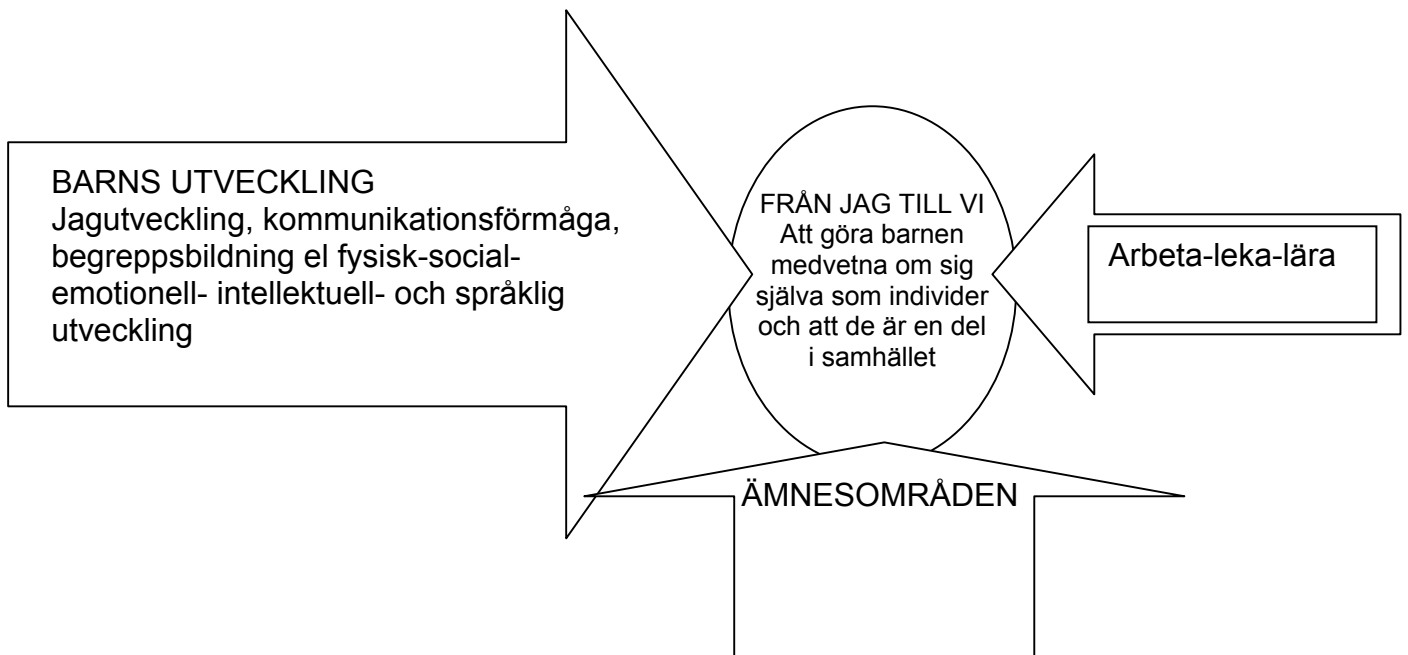 BARNS UTVECKLING
Jagutveckling, kommunikationsförmåga,
begreppsbildning el fysisk-social-
emotionell- intellektuell- och språklig
utveckling
FRÅN JAG TILL VI
Att göra barnen
medvetna om sig
själva som individer
och att de är en del
i samhället
Arbeta-leka-lära
ÄMNESOMRÅDEN